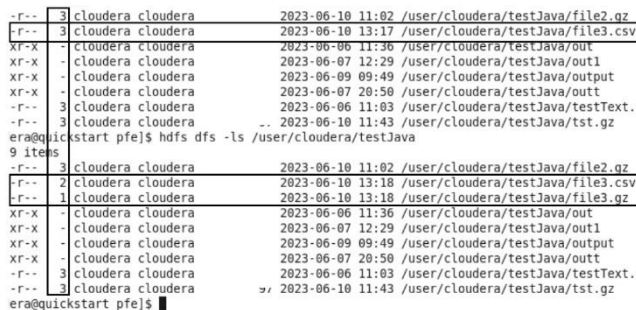 -r-- 3 cloudera cloudera 2023-06-10 11:02 /user/cloudera/testJava/file2.gz
-r-- 3 cloudera cloudera 2023-06-10 13:17 /user/cloudera/testJava/file3.csv
xr-x - cloudera cloudera 2023-06-06 11:36 /user/cloudera/testJava/out
xr-x - cloudera cloudera 2023-06-07 12:29 /user/cloudera/testJava/out1
xr-x - cloudera cloudera 2023-06-09 09:49 /user/cloudera/testJava/output
xr-x - cloudera cloudera 2023-06-07 20:50 /user/cloudera/testJava/outt
-r-- 3 cloudera cloudera 2023-06-06 11:03 /user/cloudera/testJava/testText.
-r-- 3 cloudera cloudera 2023-06-10 11:43 /user/cloudera/testJava/tst.gz
era@quickstart pfe]$ hdfs dfs -ls /user/cloudera/testJava
9 items
-r-- 3 cloudera cloudera 2023-06-10 11:02 /user/cloudera/testJava/file2.gz
-r-- 2 cloudera cloudera 2023-06-10 13:18 /user/cloudera/testJava/file3.csv
-r-- 1 cloudera cloudera 2023-06-10 13:18 /user/cloudera/testJava/file3.gz
xr-x - cloudera cloudera 2023-06-06 11:36 /user/cloudera/testJava/out
xr-x - cloudera cloudera 2023-06-07 12:29 /user/cloudera/testJava/out1
xr-x - cloudera cloudera 2023-06-09 09:49 /user/cloudera/testJava/output
xr-x - cloudera cloudera 2023-06-07 20:50 /user/cloudera/testJava/outt
-r-- 3 cloudera cloudera 2023-06-06 11:03 /user/cloudera/testJava/testText.
-r-- 3 cloudera cloudera 97 2023-06-10 11:43 /user/cloudera/testJava/tst.gz
era@quickstart pfe]$